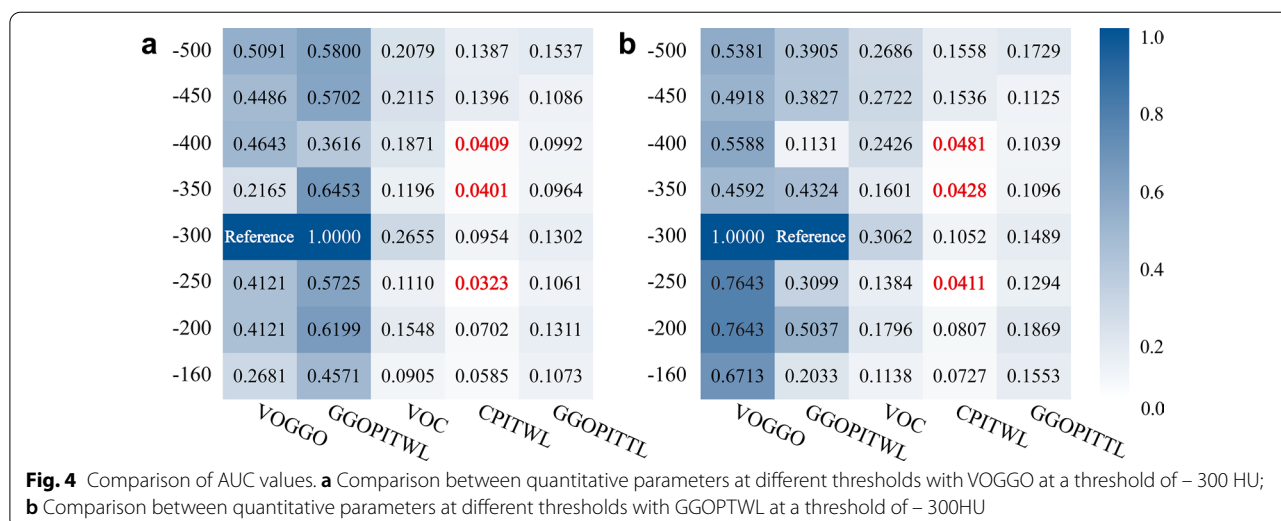 a b
-500 0.5091 0.5800 0.2079 0.1387 0.1537 0.5381 0.3905 0.2686 0.1558 0.1729 1.0
-450 0.4486 0.5702 0.2115 0.1396 0.1086 0.4918 0.3827 0.2722 0.1536 0.1125 0.8
-400 0.4643 0.3616 0.1871 0.0409 0.0992 0.5588 0.1131 0.2426 0.0481 0.1039
-350 0.2165 0.6453 0.1196 0.0401 0.0964 0.4592 0.4324 0.1601 0.0428 0.1096 0.6
-300 Reference 1.0000 0.2655 0.0954 0.1302 1.0000 Reference 0.3062 0.1052 0.1489
-250 0.4121 0.5725 0.1110 0.0323 0.1061 0.7643 0.3099 0.1384 0.0411 0.1294 0.4
-200 0.4121 0.6199 0.1548 0.0702 0.1311 0.7643 0.5037 0.1796 0.0807 0.1869 0.2
-160 0.2681 0.4571 0.0905 0.0585 0.1073 0.6713 0.2033 0.1138 0.0727 0.1553 0.0
VOGGO GGOPITWL VOC CPITWL GGOPITTL VOGGO GGOPITWL VOC CPITWL GGOPITTL
Fig. 4 Comparison of AUC values. a Comparison between quantitative parameters at different thresholds with VOGGO at a threshold of – 300 HU;
b Comparison between quantitative parameters at different thresholds with GGOPTWL at a threshold of – 300HU